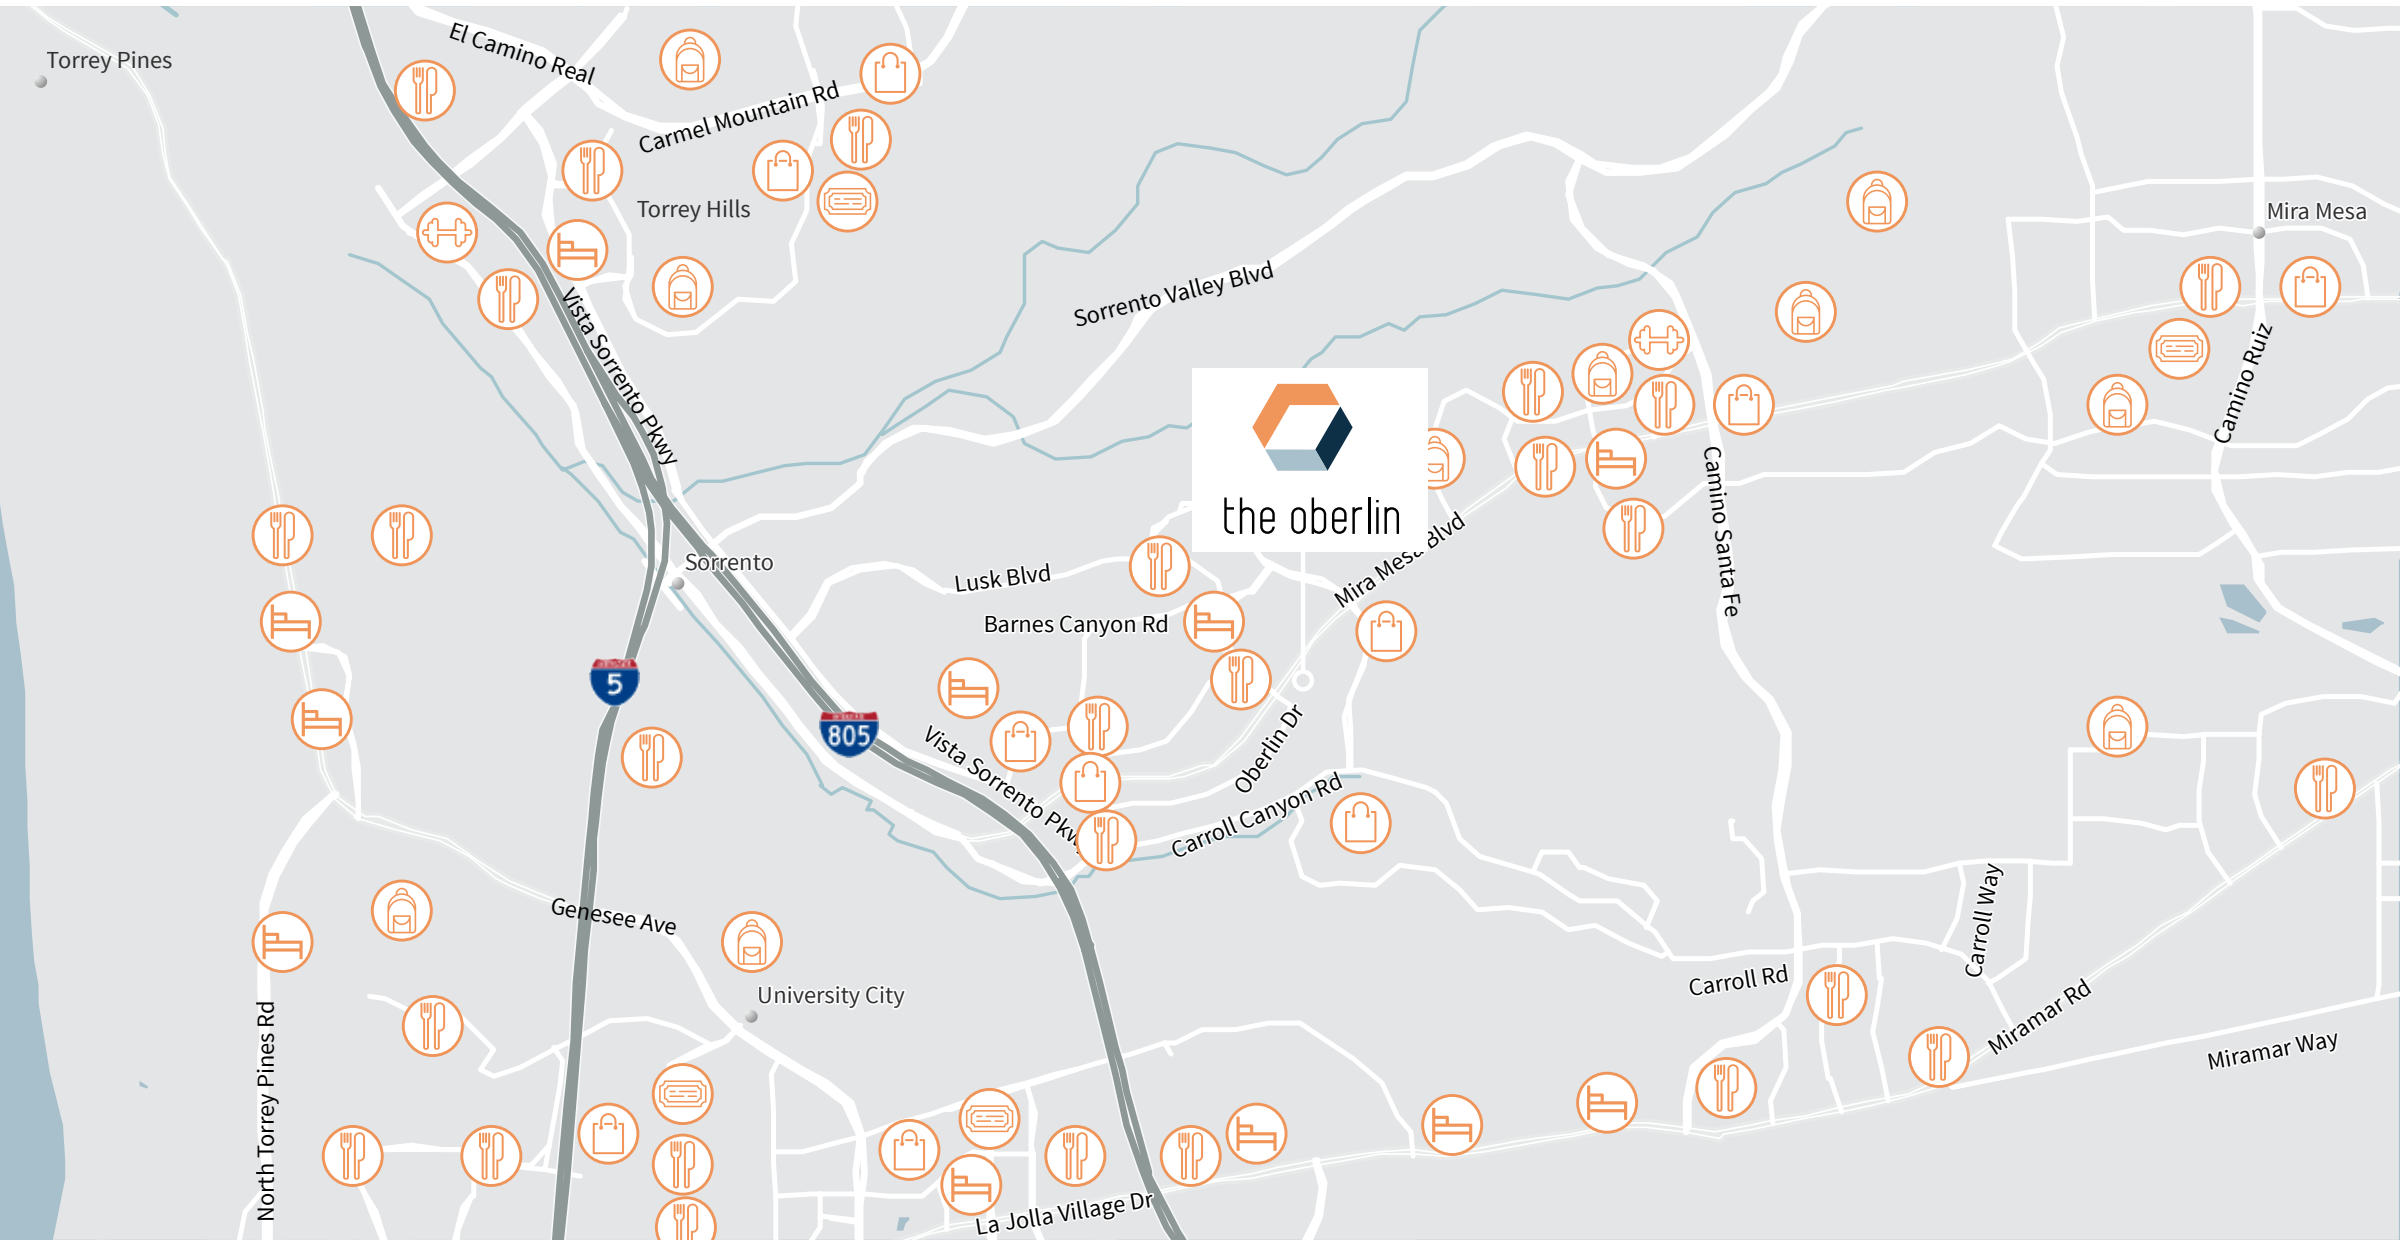 El Camino Real
Torrey Pines
Carmel Mountain Rd
Torrey Hills
Mira Mesa
Sorrento Valley Blvd
Vista Sorrento Pkwy
Camino Ruiz
the oberlin
Camino Santa Fe
Mira Mesa Blvd
Sorrento
Lusk Blvd
Barnes Canyon Rd
5
805
Oberlin Dr
Vista Sorrento Pkwy
Carroll Canyon Rd
Genesee Ave
Carroll Way
University City
Carroll Rd
Miramar Rd
Miramar Way
North Torrey Pines Rd
La Jolla Village Dr